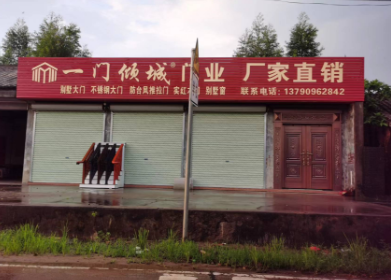 一门倾城® 门业 厂家直销
别墅大门 不锈钢大门 防台风推拉门 别墅窗 联系电话:13790962842